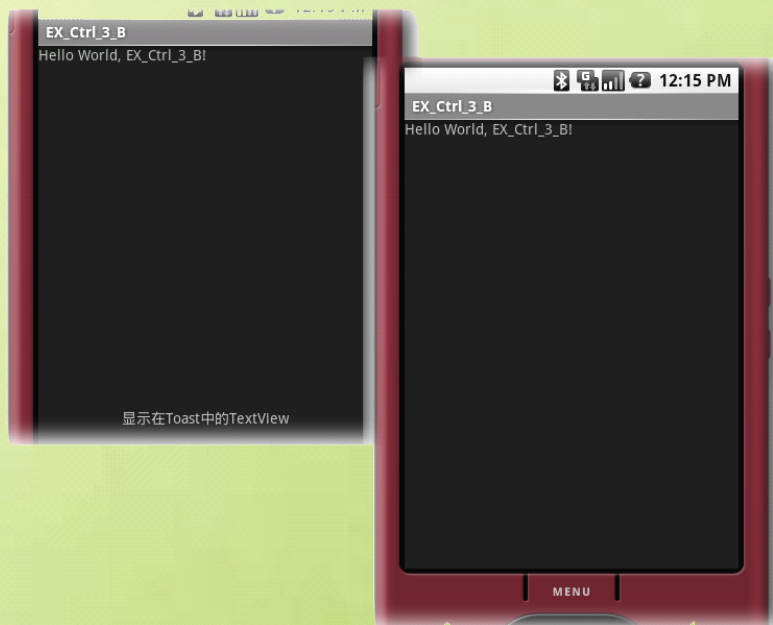 EX_Ctrl_3_B
Hello World, EX_Ctrl_3_B!
显示在Toast中的TextView
12:15 PM
EX_Ctrl_3_B
Hello World, EX_Ctrl_3_B!
MENU